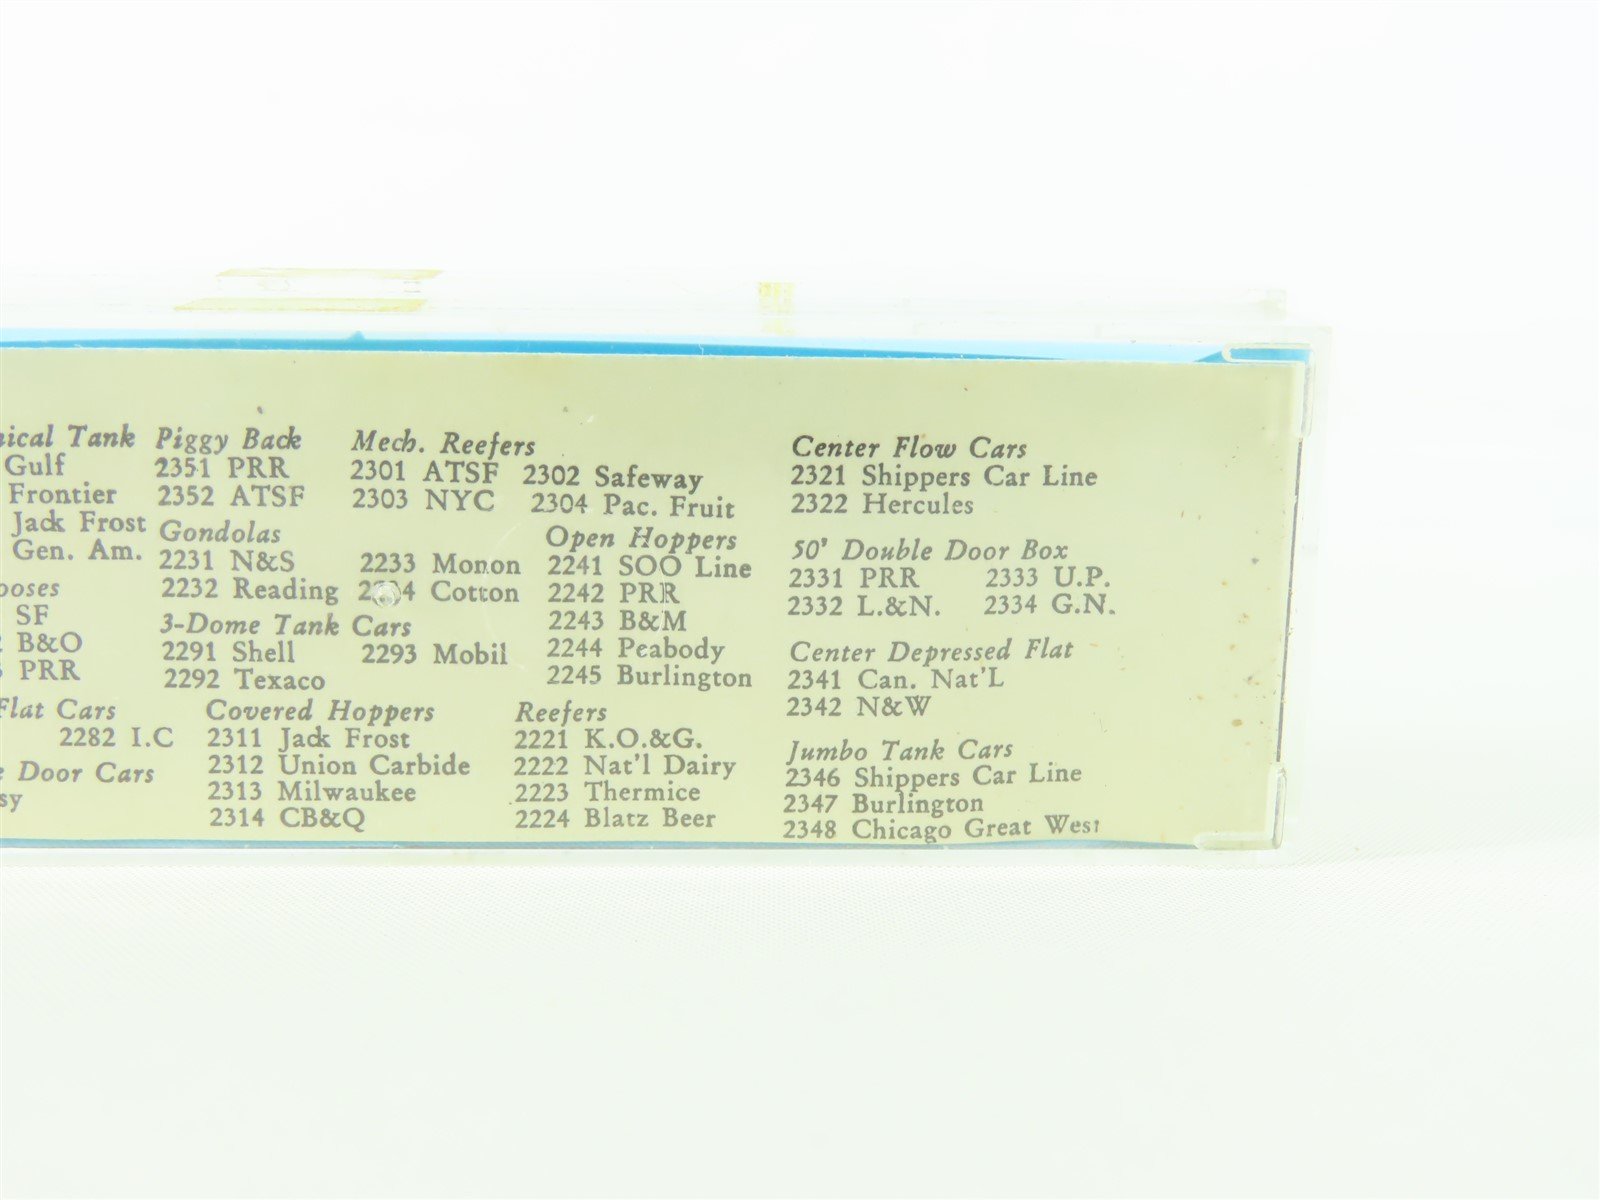 Tank
Gulf
Frontier
Jack Frost
Gen. Am.
SF
B&O
PRR
Flat Cars
2282 I.C
Door Cars
Piggy Back
2351 PRR
2352 ATSF
Mech. Reefers
2301 ATSF 2302 Safeway
2303 NYC 2304 Pac. Fruit
Gondolas
2231 N&S 2233 Monon
2232 Reading Cotton
3-Dome Tank Cars
2291 Shell 2293 Mobil
2292 Texaco
Open Hoppers
2241 SOO Line
2242 PRR
2243 B&M
2244 Peabody
2245 Burlington
Covered Hoppers
2311 Jack Frost
2312 Union Carbide
2313 Milwaukee
2314 CB&Q
Reefers
2221 K.O.&G.
2222 Nat'l Dairy
2223 Thermice
2224 Blatz Beer
Center Flow Cars
2321 Shippers Car Line
2322 Hercules
50' Double Door Box
2331 PRR 2333 U.P.
2332 L.&N. 2334 G.N.
Center Depressed Flat
2341 Can. Nat'L
2342 N&W
Jumbo Tank Cars
2346 Shippers Car Line
2347 Burlington
2348 Chicago Great West